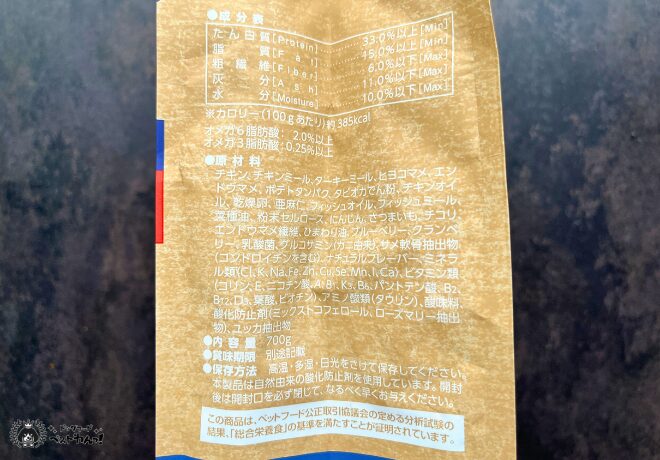 ●成 分 表
たん白質[Protein] 33.0%以上[Min]
脂 質[Fat] 15.0%以上[Min]
粗 繊 維[Fiber] 6.0%以下[Max]
灰 分[Ash] 11.0%以下[Max]
水 分[Moisture] 10.0%以下[Max]
※カロリー(100gあたり)約385kcal
オメガ6脂肪酸:2.0%以上
オメガ3脂肪酸:0.25%以上
●原 材 料
チキン、チキンミール、ターキーミール、ヒヨコマメ、エン
ドウマメ、ポテトタンパク、タピオカでん粉、チキンオイ
ル、乾燥卵、亜麻仁、フィッシュオイル、フィッシュミール、
菜種油、粉末セルロース、にんじん、さつまいも、チコリ、
エンドウマメ繊維、ひまわり油、ブルーベリー、クランベ
リー、乳酸菌、グルコサミン(カニ由来)、サメ軟骨抽出物
(コンドロイチンを含む)、ナチュラルフレーバー、ミネラ
ル類(Cl、K、Na、Fe、Zn、Cu、Se、Mn、I、Ca)、ビタミン類
(コリン、E、ニコチン酸、A、B1、K3、B6、パントテン酸、B2、
B12、D3、葉酸、ビオチン)、アミノ酸類(タウリン)、酸味料、
酸化防止剤(ミックストコフェロール、ローズマリー抽出
物)、ユッカ抽出物
●内 容 量 700g
●賞味期限 別途記載
●保存方法 高温・多湿・日光をさけて保存してください。
本製品は自然由来の酸化防止剤を使用しています。開封
後は開封口を必ず閉じて、なるべく早くお与えください。
この商品は、ペットフード公正取引協議会の定める分析試験の
結果、「総合栄養食」の基準を満たすことが証明されています。
ドッグフード
ペットわんっ!